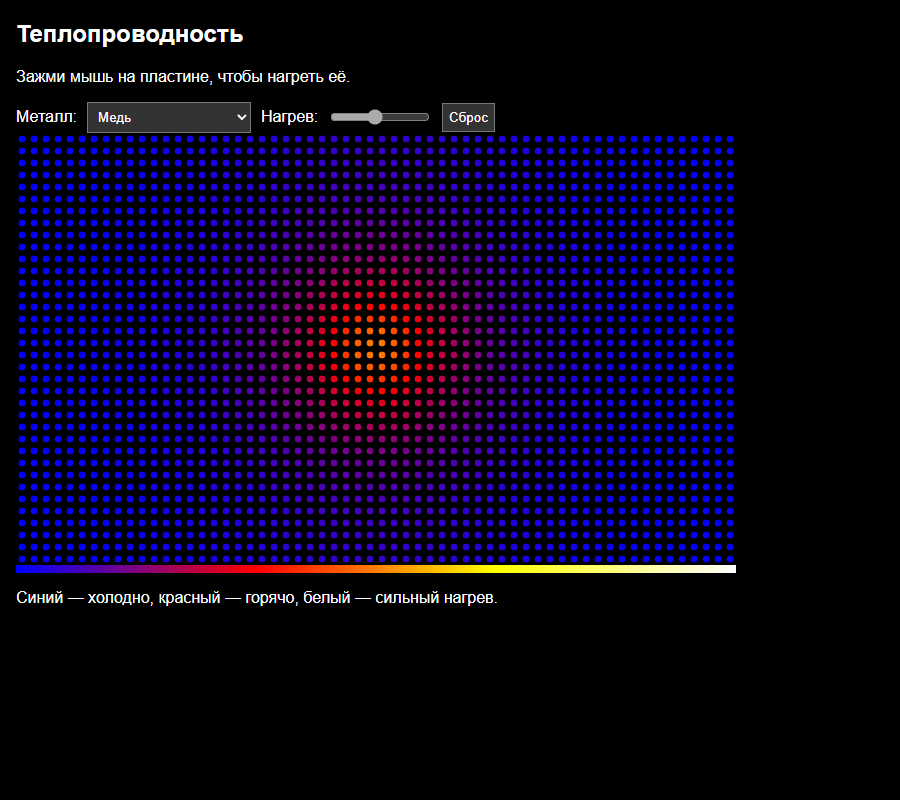 Теплопроводность
Зажми мышь на пластине, чтобы нагреть её.
Металл: Медь Нагрев: Сброс
Синий — холодно, красный — горячо, белый — сильный нагрев.